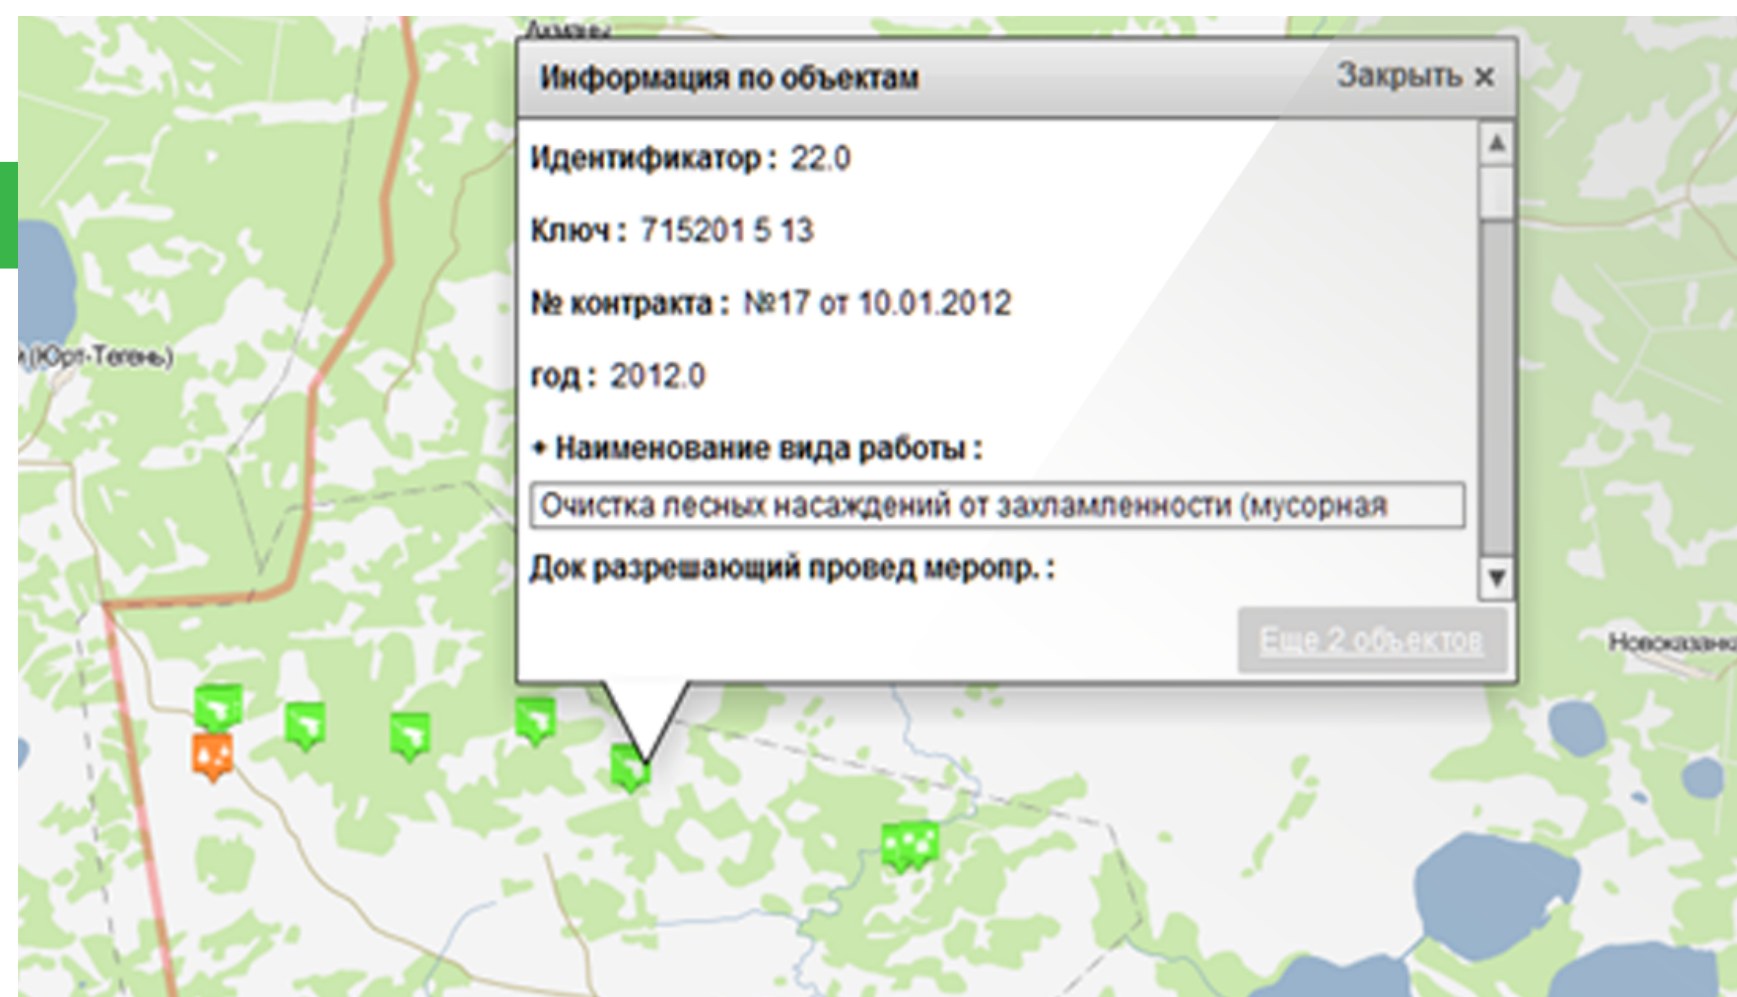 Акманы
Информация по объектам
Закрыть ×
Идентификатор : 22.0
Ключ : 715201 5 13
№ контракта : №17 от 10.01.2012
год : 2012.0
(Юрт-Тегень)
+ Наименование вида работы :
Очистка лесных насаждений от захламленности (мусорная
Док разрешающий провед меропр. :
Еще 2 объектов
Новоказанка